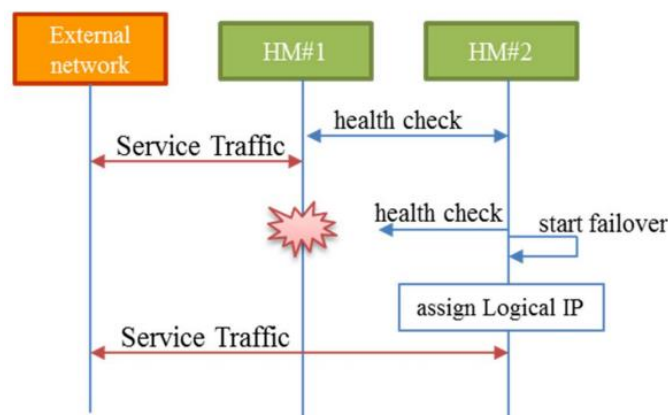 External
network
HM#1
HM#2
health check
Service Traffic
health check
start failover
assign Logical IP
Service Traffic